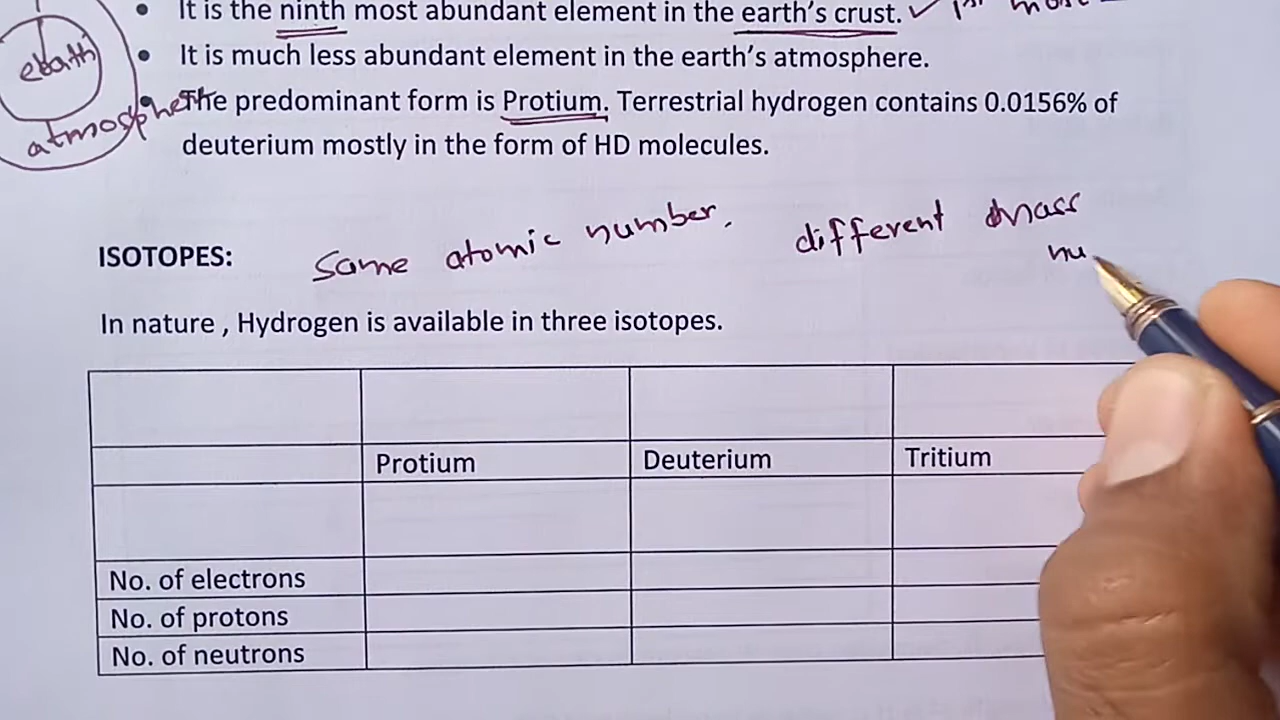 • It is the ninth most abundant element in the earth's crust. ✓ 1st most
earth
• It is much less abundant element in the earth's atmosphere.
atmosphere
• The predominant form is Protium. Terrestrial hydrogen contains 0.0156% of
deuterium mostly in the form of HD molecules.
ISOTOPES: Same atomic number. different mass
nu
In nature , Hydrogen is available in three isotopes.
Protium Deuterium Tritium
No. of electrons
No. of protons
No. of neutrons